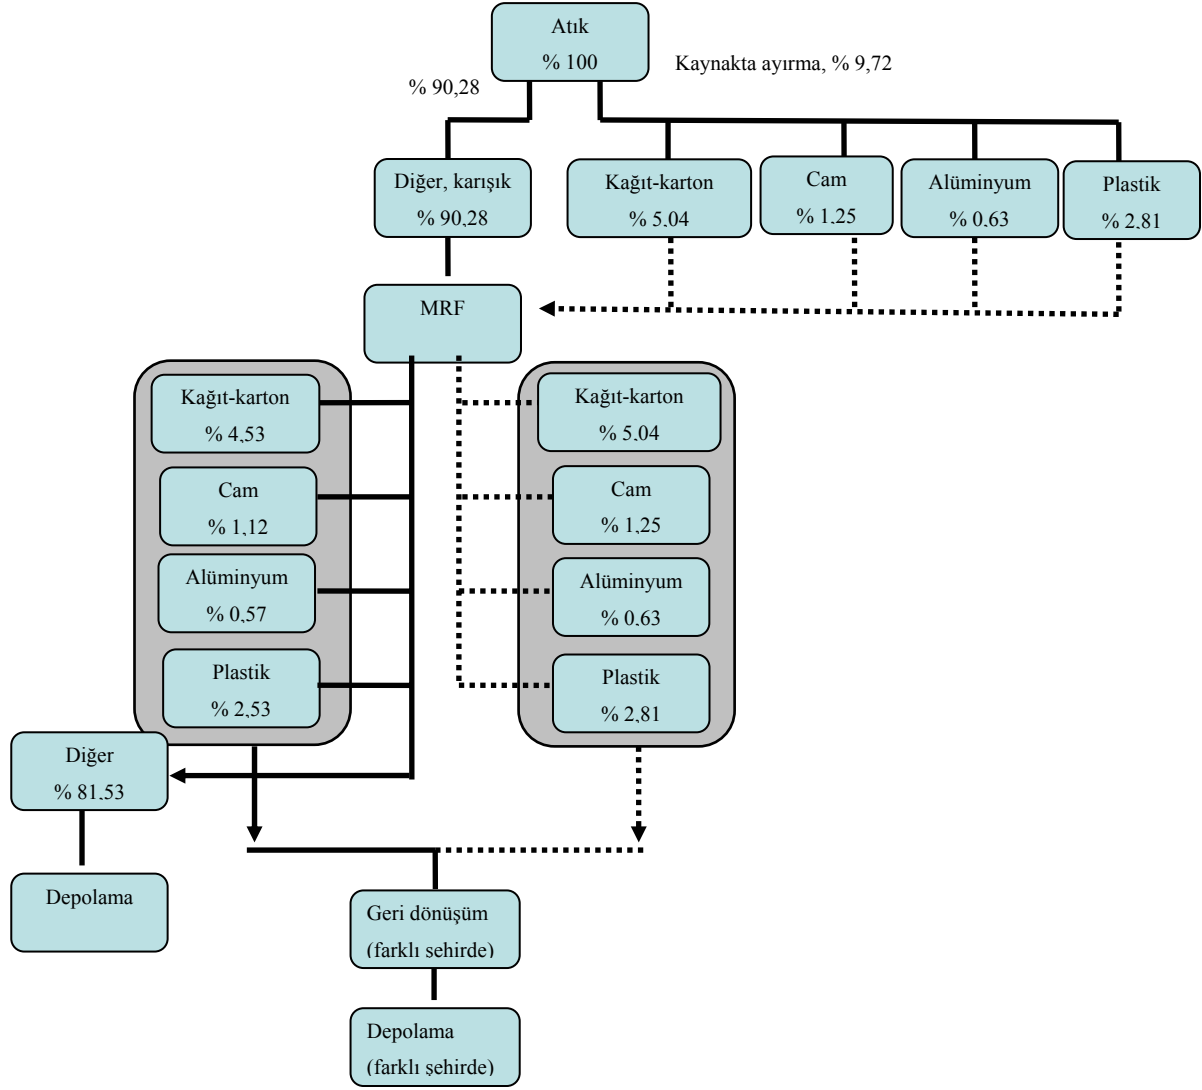 Atık
% 100
Kaynakta ayırma, % 9,72
% 90,28
Diğer, karışık
% 90,28
Kağıt-karton
% 5,04
Cam
% 1,25
Alüminyum
% 0,63
Plastik
% 2,81
MRF
Kağıt-karton
% 4,53
Cam
% 1,12
Alüminyum
% 0,57
Plastik
% 2,53
Kağıt-karton
% 5,04
Cam
% 1,25
Alüminyum
% 0,63
Plastik
% 2,81
Diğer
% 81,53
Depolama
Geri dönüşüm
(farklı şehirde)
Depolama
(farklı şehirde)